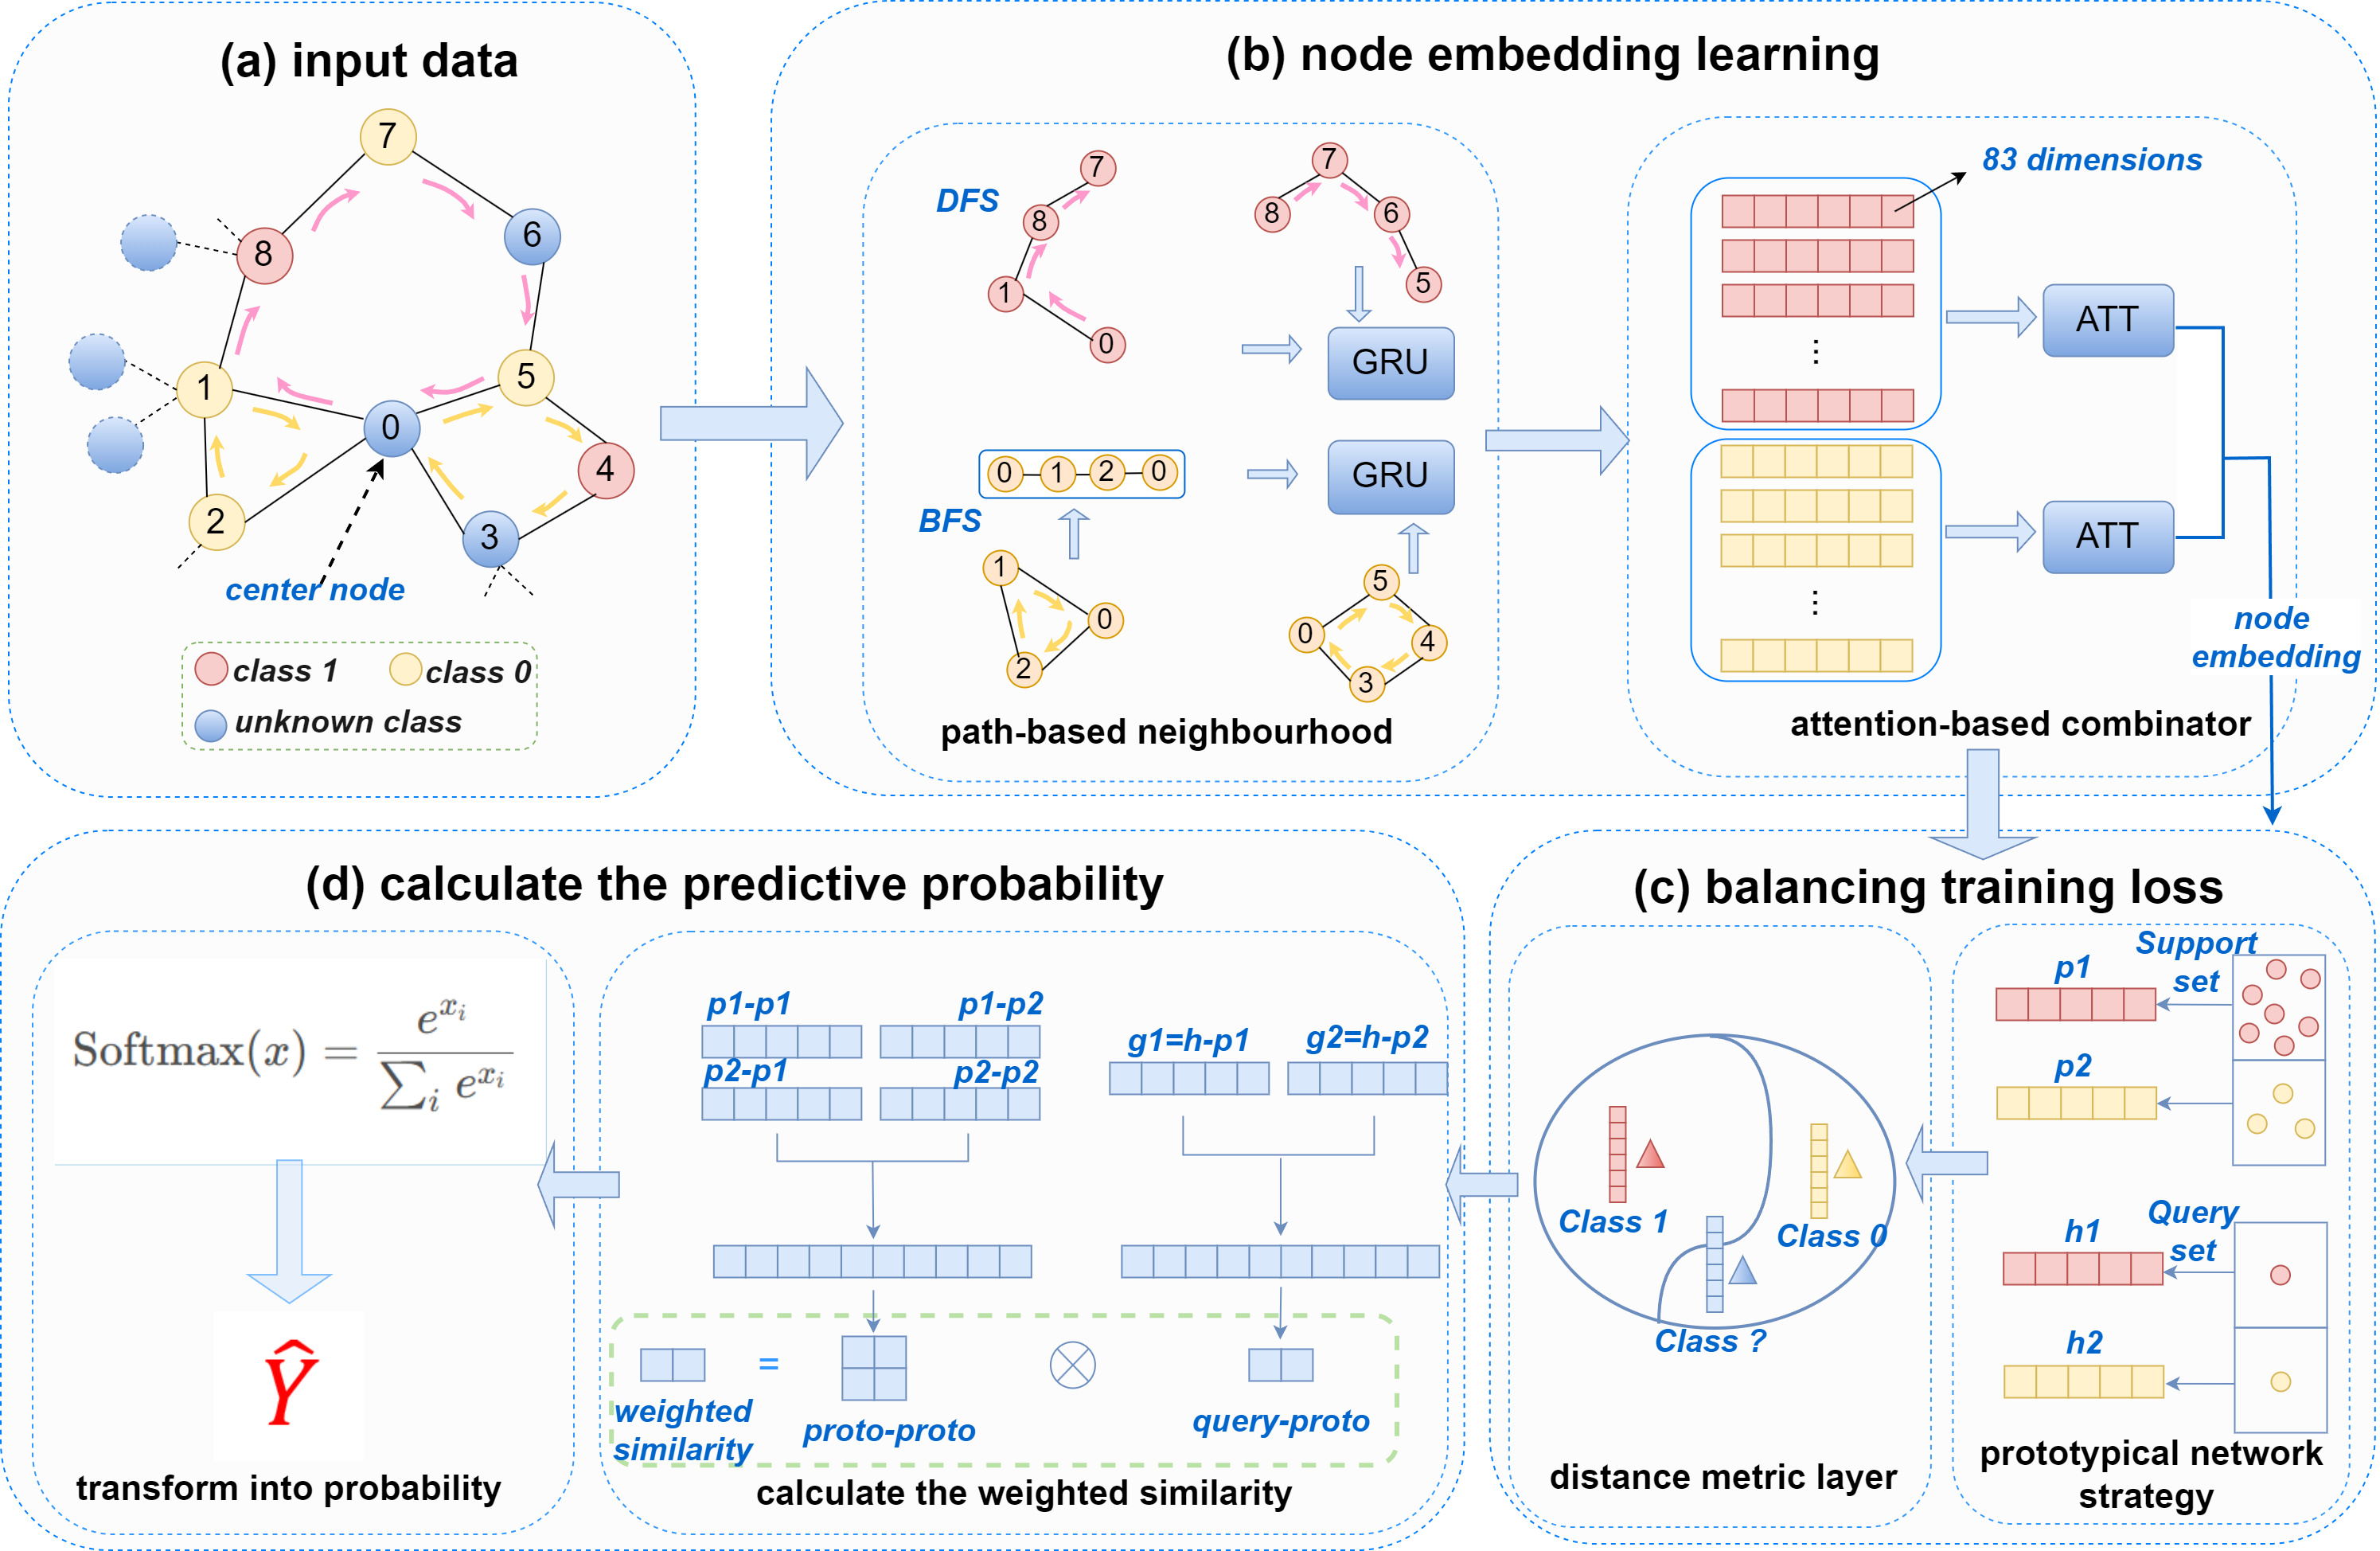 (a) input data
7
6
8
5
1
0
4
2
3
center node
class 1
class 0
unknown class
(b) node embedding learning
DFS
7
8
1
0
7
8
6
5
GRU
BFS
0 1 2 0
GRU
1
0
2
5
0
4
3
path-based neighbourhood
83 dimensions
⋮
ATT
⋮
ATT
node
embedding
attention-based combinator
(c) balancing training loss
Support
set
p1
p2
Query
set
h1
h2
prototypical network
strategy
Class 1
Class 0
Class ?
distance metric layer
(d) calculate the predictive probability
p1-p1
p1-p2
p2-p1
p2-p2
g1=h-p1
g2=h-p2
weighted
similarity
=
proto-proto
query-proto
calculate the weighted similarity
Softmax(x) = e^{x_i} / ∑_i e^{x_i}
Ŷ
transform into probability